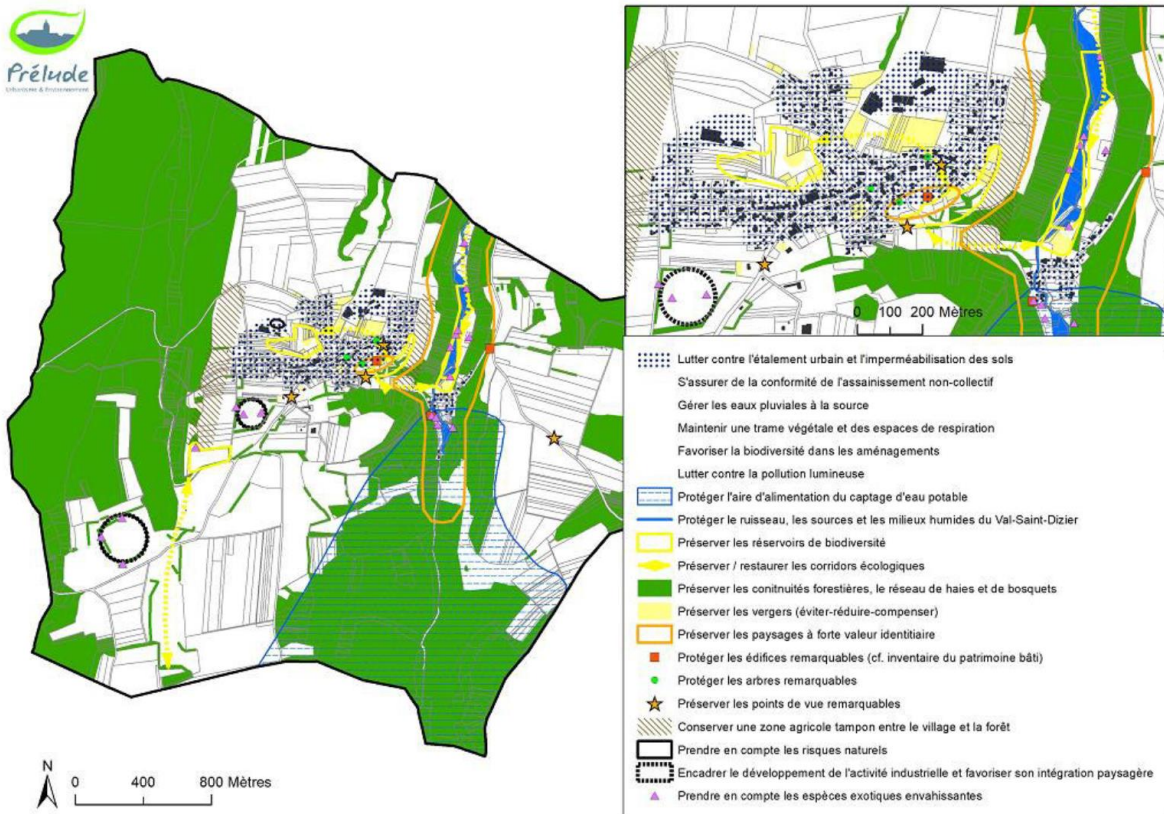 Prélude
Urbanisme & Environnement
0 100 200 Mètres
Lutter contre l'étalement urbain et l'imperméabilisation des sols
S'assurer de la conformité de l'assainissement non-collectif
Gérer les eaux pluviales à la source
Maintenir une trame végétale et des espaces de respiration
Favoriser la biodiversité dans les aménagements
Lutter contre la pollution lumineuse
Protéger l'aire d'alimentation du captage d'eau potable
Protéger le ruisseau, les sources et les milieux humides du Val-Saint-Dizier
Préserver les réservoirs de biodiversité
Préserver / restaurer les corridors écologiques
Préserver les conitnuités forestières, le réseau de haies et de bosquets
Préserver les vergers (éviter-réduire-compenser)
Préserver les paysages à forte valeur identitiaire
Protéger les édifices remarquables (cf. inventaire du patrimoine bâti)
Protéger les arbres remarquables
Préserver les points de vue remarquables
Conserver une zone agricole tampon entre le village et la forêt
Prendre en compte les risques naturels
Encadrer le développement de l'activité industrielle et favoriser son intégration paysagère
Prendre en compte les espèces exotiques envahissantes
N
0 400 800 Mètres